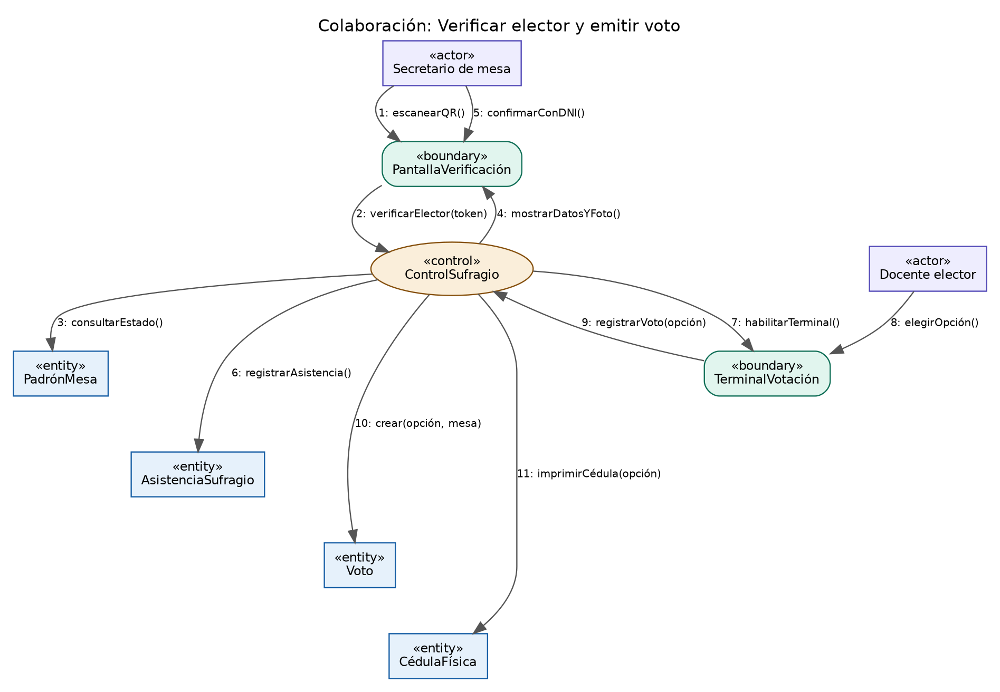 Colaboración: Verificar elector y emitir voto
«actor»
Secretario de mesa
1: escanearQR()
5: confirmarConDNI()
«boundary»
PantallaVerificación
2: verificarElector(token)
4: mostrarDatosYFoto()
«control»
ControlSufragio
«actor»
Docente elector
3: consultarEstado()
9: registrarVoto(opción)
7: habilitarTerminal()
8: elegirOpción()
«entity»
PadrónMesa
6: registrarAsistencia()
«boundary»
TerminalVotación
10: crear(opción, mesa)
«entity»
AsistenciaSufragio
11: imprimirCédula(opción)
«entity»
Voto
«entity»
CédulaFísica